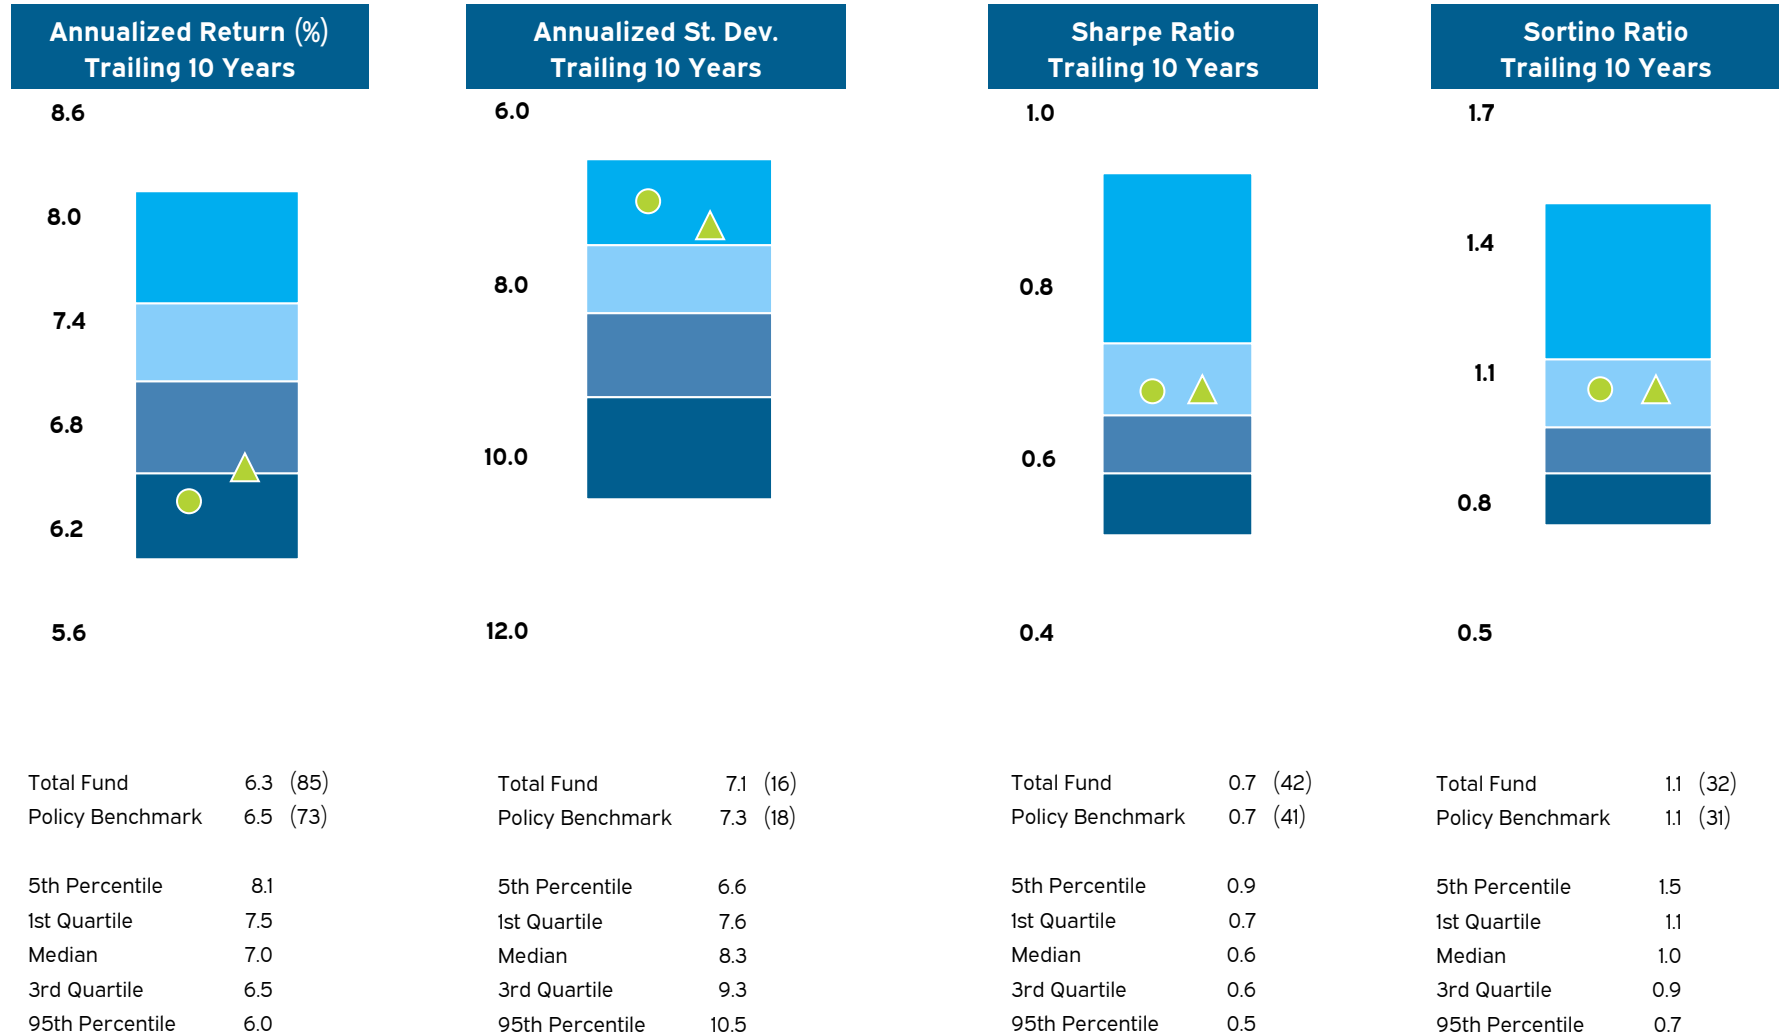 Annualized Return (%)
Trailing 10 Years
8.6
8.0
7.4
6.8
6.2
5.6
Total Fund 6.3 (85)
Policy Benchmark 6.5 (73)
5th Percentile 8.1
1st Quartile 7.5
Median 7.0
3rd Quartile 6.5
95th Percentile 6.0
Annualized St. Dev.
Trailing 10 Years
6.0
8.0
10.0
12.0
Total Fund 7.1 (16)
Policy Benchmark 7.3 (18)
5th Percentile 6.6
1st Quartile 7.6
Median 8.3
3rd Quartile 9.3
95th Percentile 10.5
Sharpe Ratio
Trailing 10 Years
1.0
0.8
0.6
0.4
Total Fund 0.7 (42)
Policy Benchmark 0.7 (41)
5th Percentile 0.9
1st Quartile 0.7
Median 0.6
3rd Quartile 0.6
95th Percentile 0.5
Sortino Ratio
Trailing 10 Years
1.7
1.4
1.1
0.8
0.5
Total Fund 1.1 (32)
Policy Benchmark 1.1 (31)
5th Percentile 1.5
1st Quartile 1.1
Median 1.0
3rd Quartile 0.9
95th Percentile 0.7